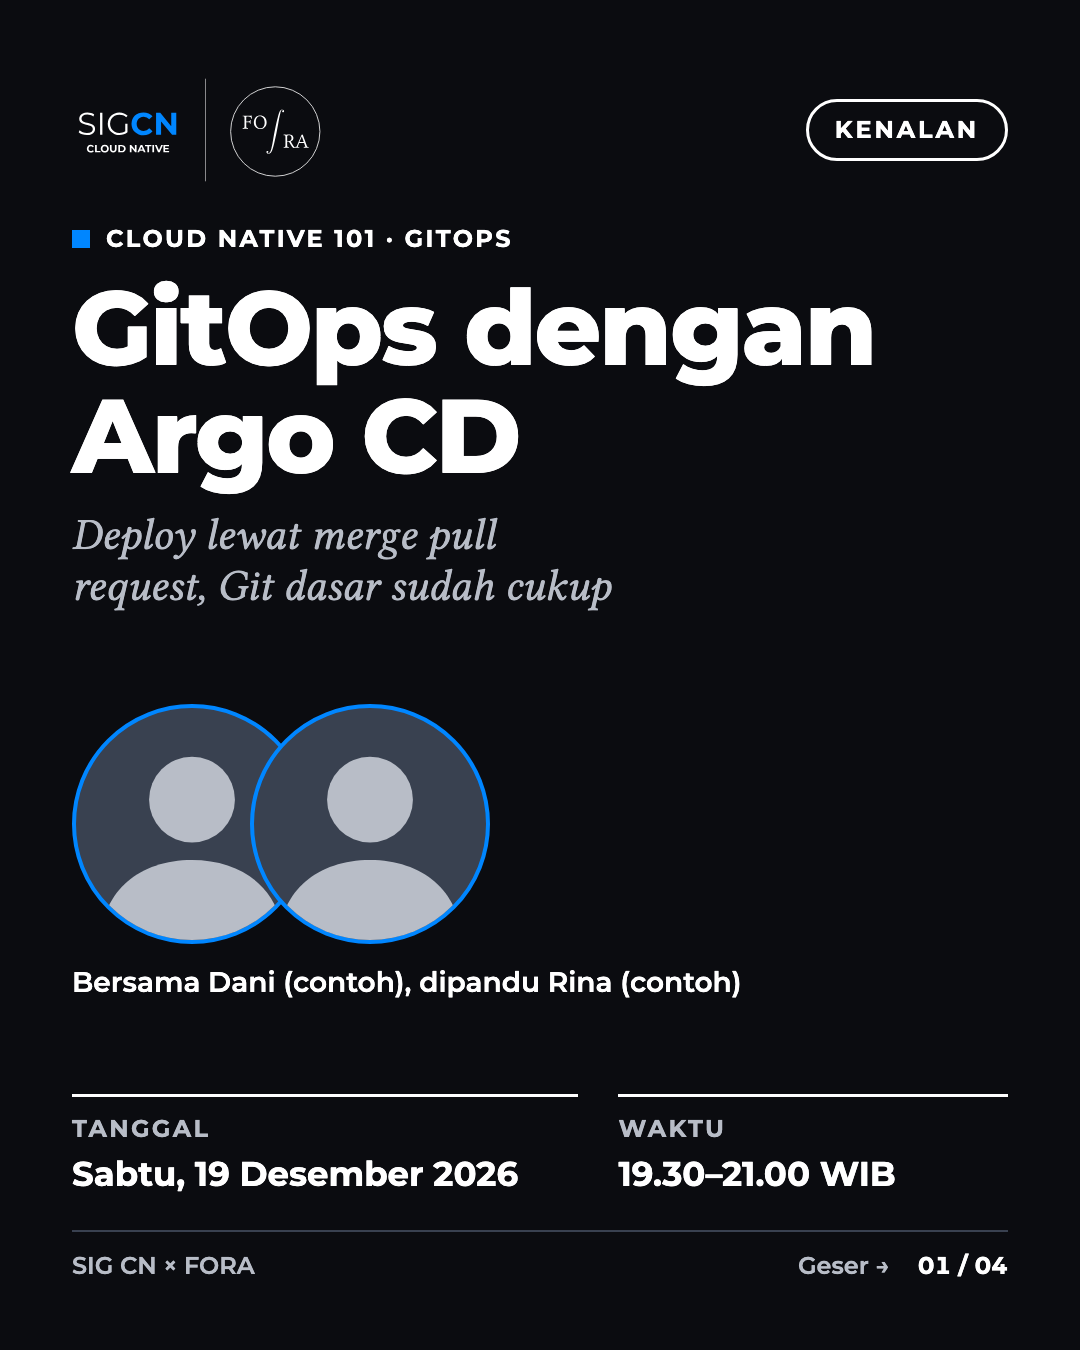 SIGCN
CLOUD NATIVE
FO RA
KENALAN
CLOUD NATIVE 101 · GITOPS
GitOps dengan
Argo CD
Deploy lewat merge pull
request, Git dasar sudah cukup
Bersama Dani (contoh), dipandu Rina (contoh)
TANGGAL
Sabtu, 19 Desember 2026
WAKTU
19.30–21.00 WIB
SIG CN × FORA
Geser → 01 / 04